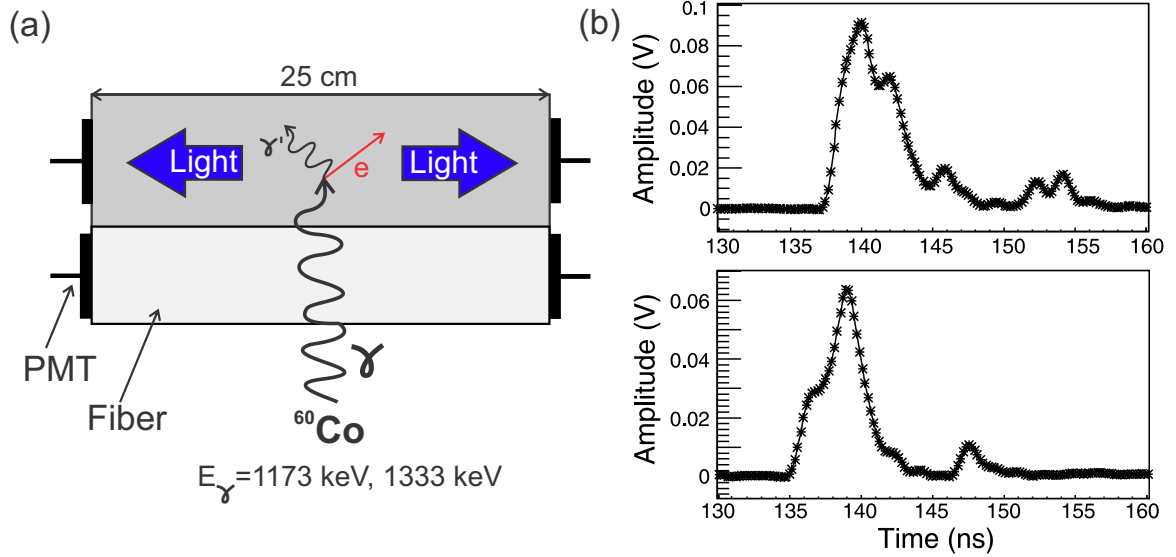 (a)
25 cm
Light
γ'
e
Light
PMT
Fiber
γ
⁶⁰Co
E_γ=1173 keV, 1333 keV
(b)
Amplitude (V)
0.1
0.08
0.06
0.04
0.02
0
130 135 140 145 150 155 160
Amplitude (V)
0.06
0.04
0.02
0
130 135 140 145 150 155 160
Time (ns)